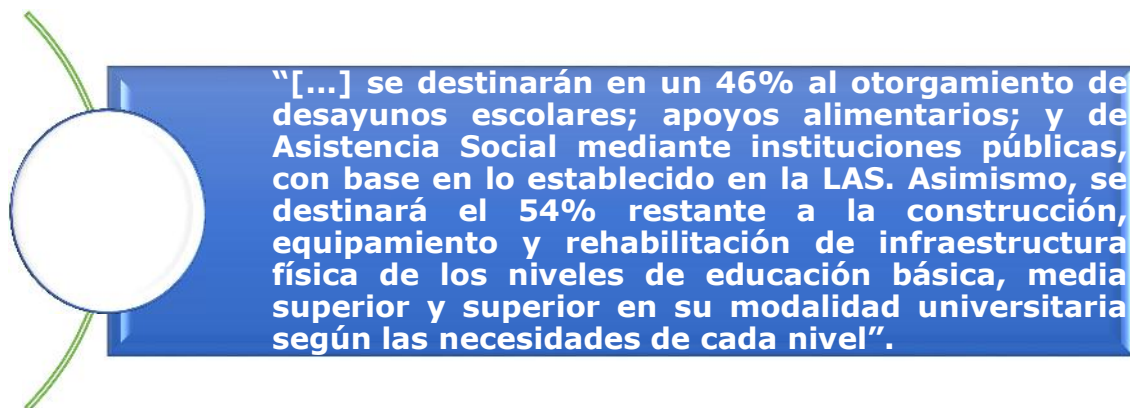 “[...] se destinarán en un 46% al otorgamiento de
desayunos escolares; apoyos alimentarios; y de
Asistencia Social mediante instituciones públicas,
con base en lo establecido en la LAS. Asimismo, se
destinará el 54% restante a la construcción,
equipamiento y rehabilitación de infraestructura
física de los niveles de educación básica, media
superior y superior en su modalidad universitaria
según las necesidades de cada nivel”.